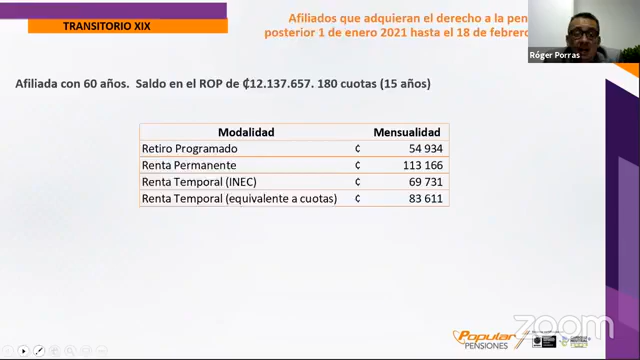 TRANSITORIO XIX
Afiliados que adquieran el derecho a la pen
posterior 1 de enero 2021 hasta el 18 de febrero
Róger Porras
Afiliada con 60 años. Saldo en el ROP de ₡12.137.657. 180 cuotas (15 años)
Modalidad Mensualidad
Retiro Programado ¢ 54 934
Renta Permanente ¢ 113 166
Renta Temporal (INEC) ¢ 69 731
Renta Temporal (equivalente a cuotas) ¢ 83 611
Popular
PENSIONES
zoom